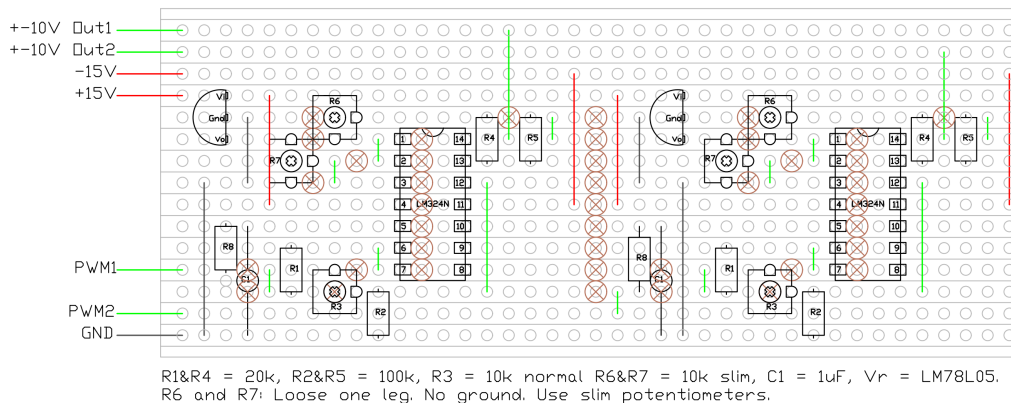 +-10V Out1
+-10V Out2
-15V
+15V
PWM1
PWM2
GND
VI
Gnd
Vo
R6
R7
1 14
2 13
3 12
4 LM324N 11
5 10
6 9
7 8
R4
R5
R8
C1
R1
R3
R2
VI
Gnd
Vo
R6
R7
1 14
2 13
3 12
4 LM324N 11
5 10
6 9
7 8
R4
R5
R8
C1
R1
R3
R2
R1&R4 = 20k, R2&R5 = 100k, R3 = 10k normal R6&R7 = 10k slim, C1 = 1uF, Vr = LM78L05.
R6 and R7: Loose one leg. No ground. Use slim potentiometers.